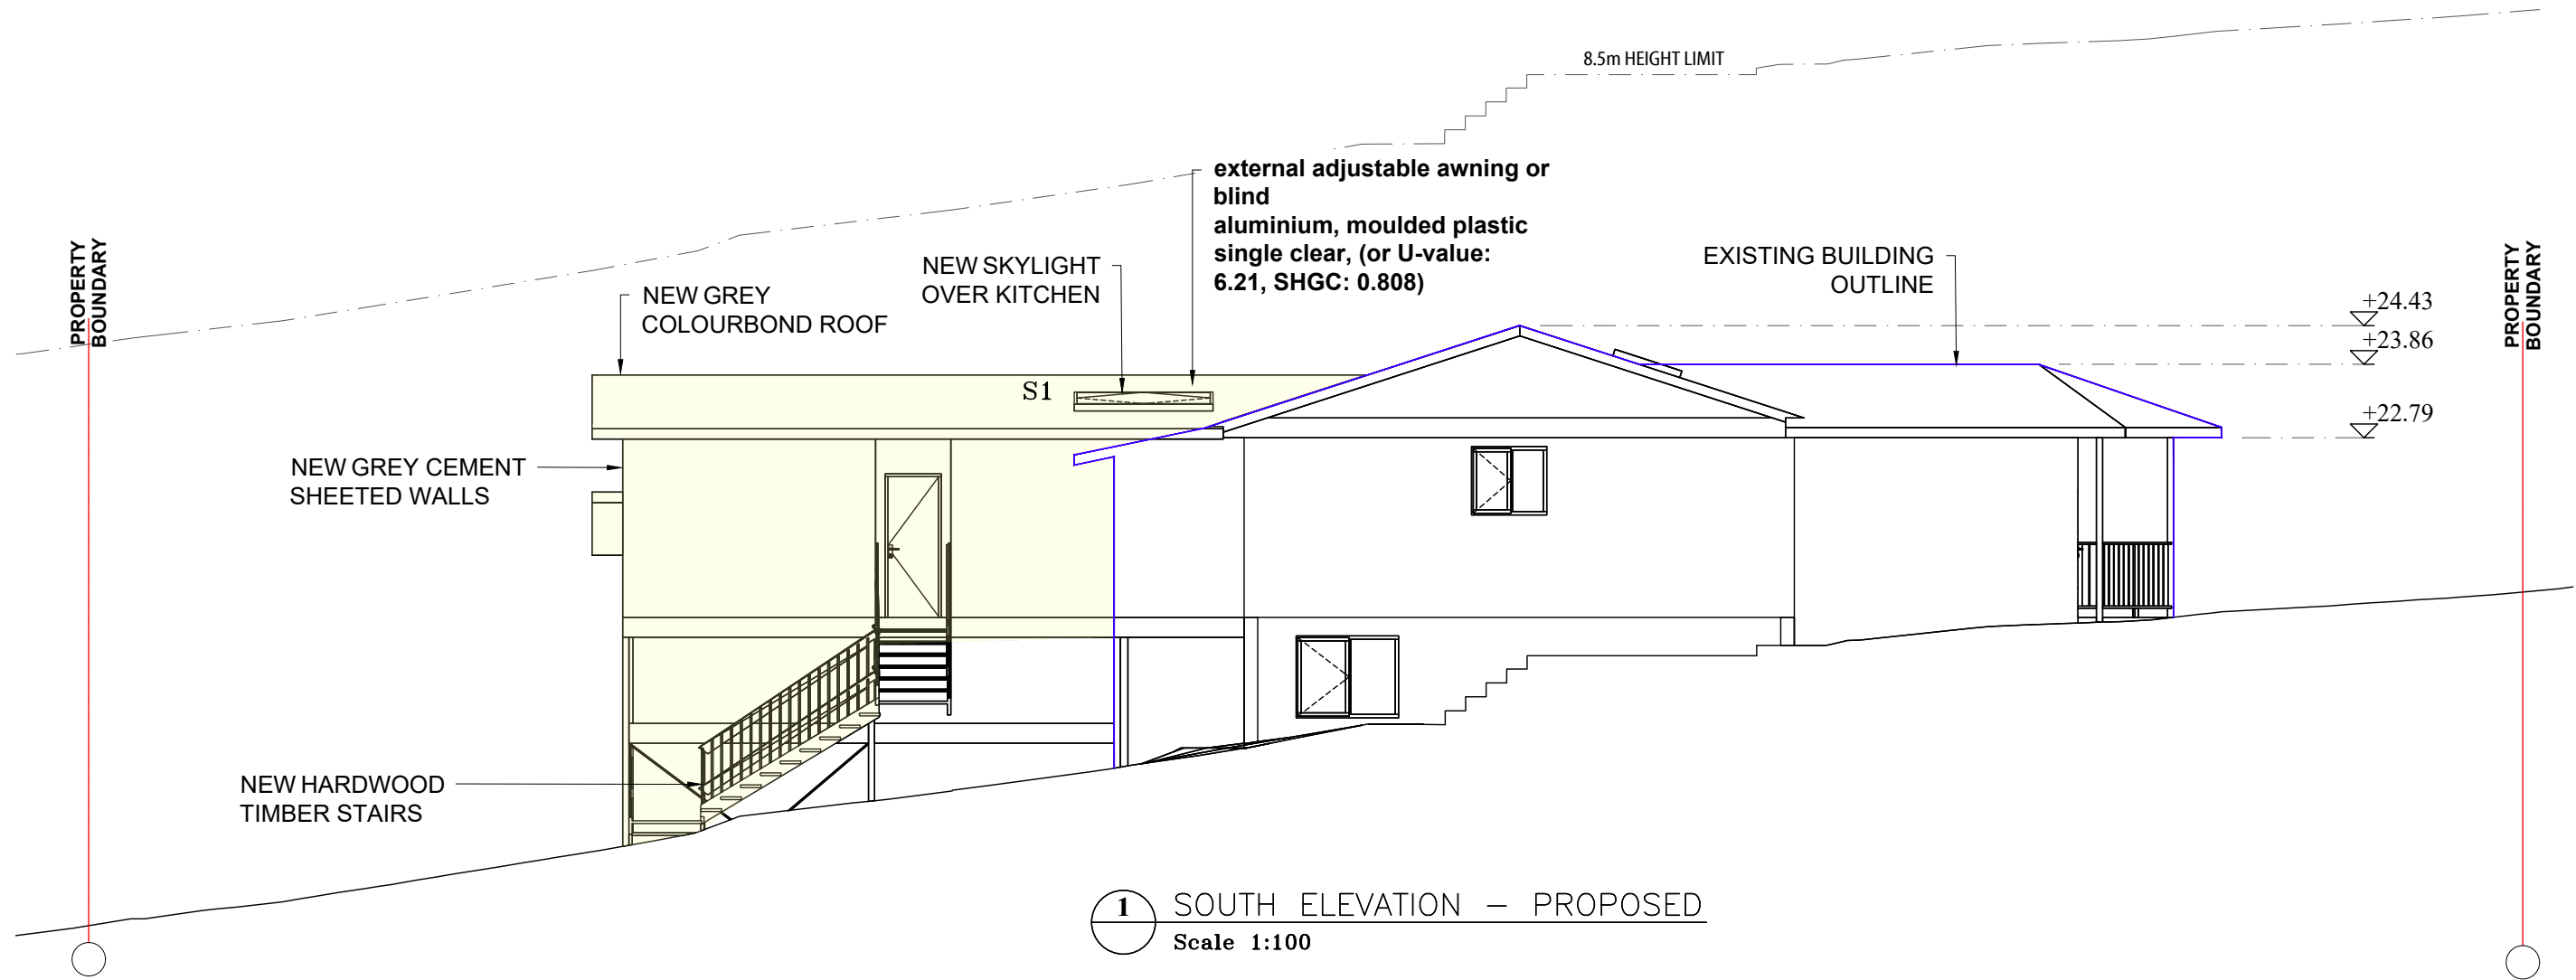 8.5m HEIGHT LIMIT
external adjustable awning or
blind
aluminium, moulded plastic
single clear, (or U-value:
6.21, SHGC: 0.808)
PROPERTY
BOUNDARY
NEW GREY
COLOURBOND ROOF
NEW SKYLIGHT
OVER KITCHEN
EXISTING BUILDING
OUTLINE
PROPERTY
BOUNDARY
+24.43
+23.86
+22.79
S1
NEW GREY CEMENT
SHEETED WALLS
NEW HARDWOOD
TIMBER STAIRS
1 SOUTH ELEVATION – PROPOSED
Scale 1:100